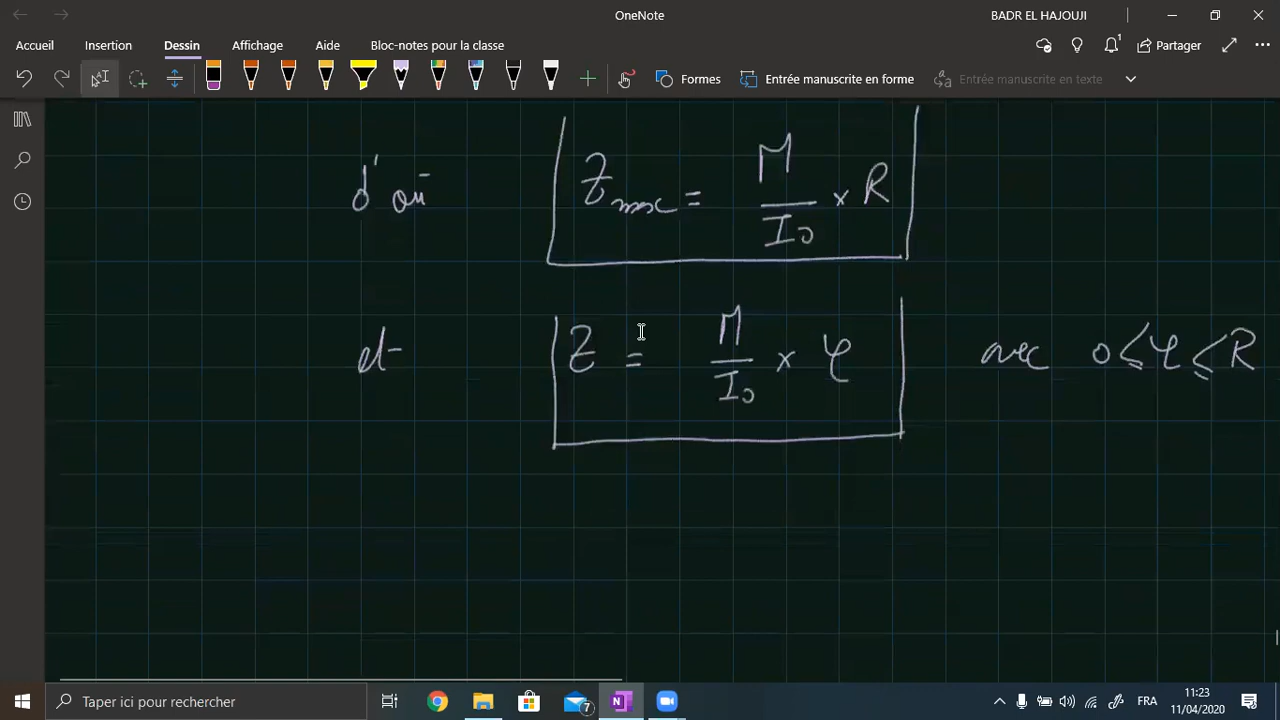 OneNote
BADR EL HAJOUJI
Accueil Insertion Dessin Affichage Aide Bloc-notes pour la classe
Partager
Formes Entrée manuscrite en forme Entrée manuscrite en texte
d'où Z_max = M/I₀ × R
et Z = M/I₀ × φ avec 0 ≤ φ ≤ R
Taper ici pour rechercher
7
FRA
11:23
11/04/2020